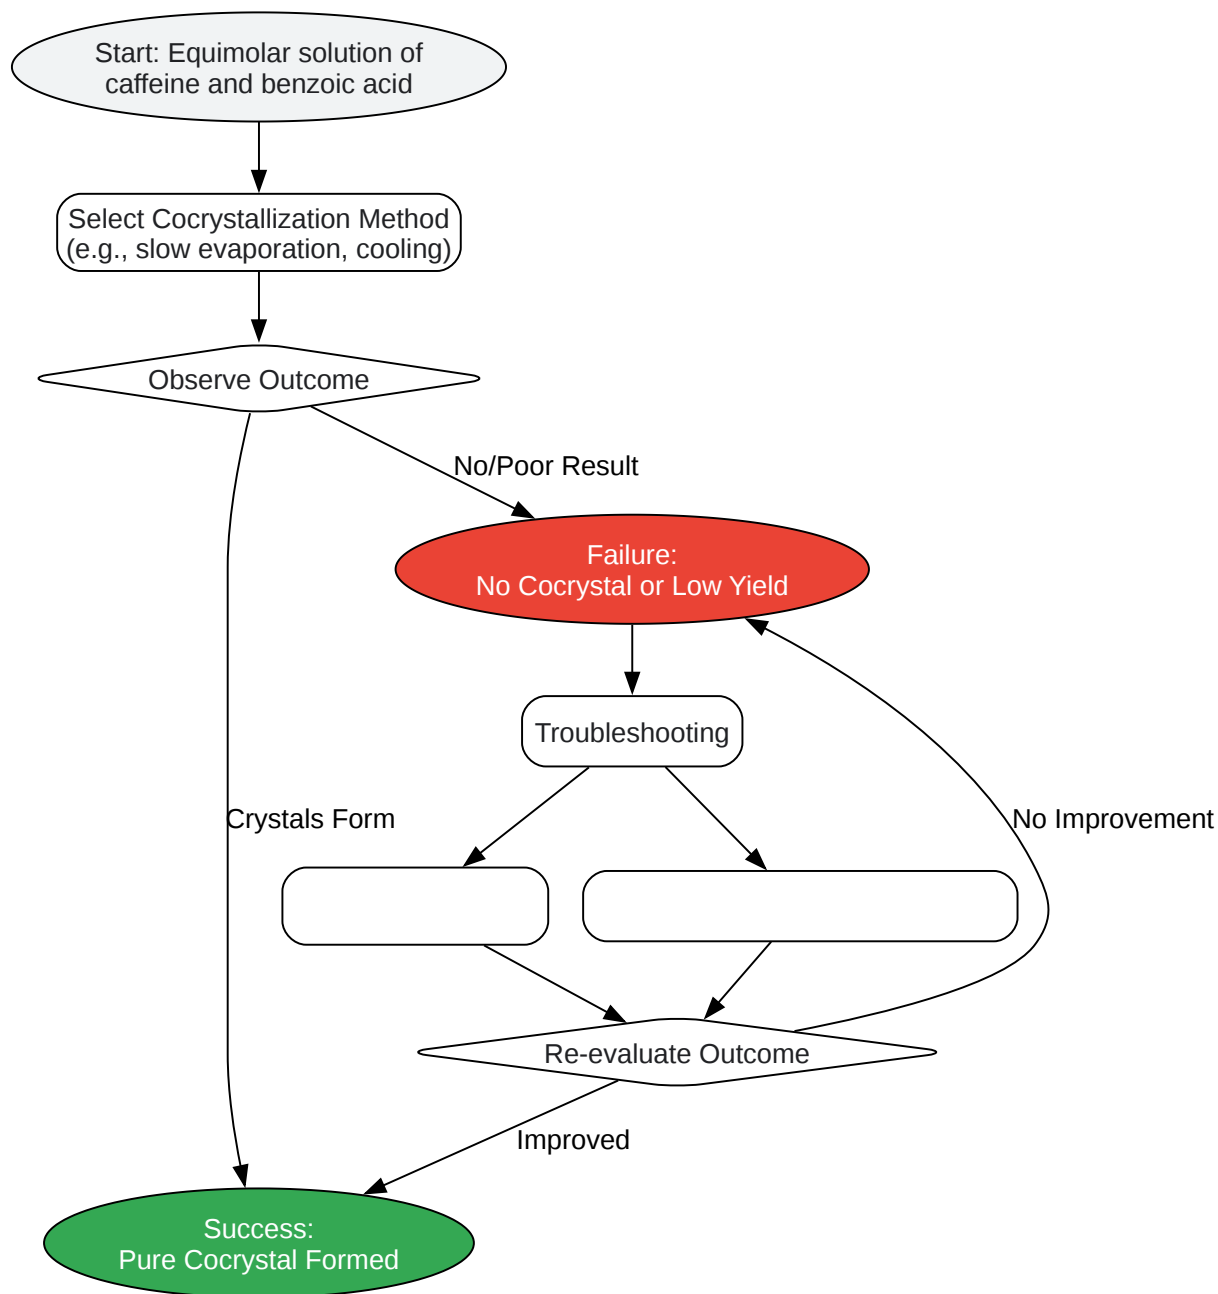 Start: Equimolar solution of
caffeine and benzoic acid
Select Cocrystallization Method
(e.g., slow evaporation, cooling)
Observe Outcome
No/Poor Result
Failure:
No Cocrystal or Low Yield
Troubleshooting
Crystals Form
No Improvement
Re-evaluate Outcome
Improved
Success:
Pure Cocrystal Formed